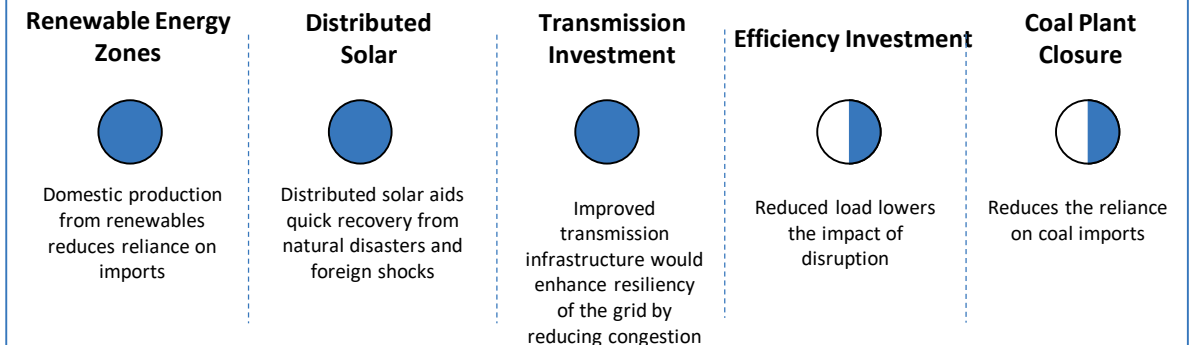 Renewable Energy
Zones
Distributed
Solar
Transmission
Investment
Efficiency Investment
Coal Plant
Closure
Domestic production
from renewables
reduces reliance on
imports
Distributed solar aids
quick recovery from
natural disasters and
foreign shocks
Improved
transmission
infrastructure would
enhance resiliency
of the grid by
reducing congestion
Reduced load lowers
the impact of
disruption
Reduces the reliance
on coal imports